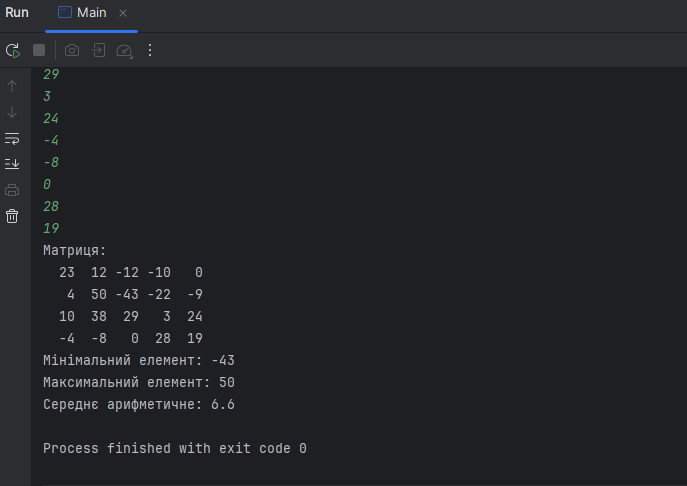 Run Main
29
3
24
-4
-8
0
28
19
Матриця:
23 12 -12 -10 0
4 50 -43 -22 -9
10 38 29 3 24
-4 -8 0 28 19
Мінімальний елемент: -43
Максимальний елемент: 50
Середнє арифметичне: 6.6
Process finished with exit code 0